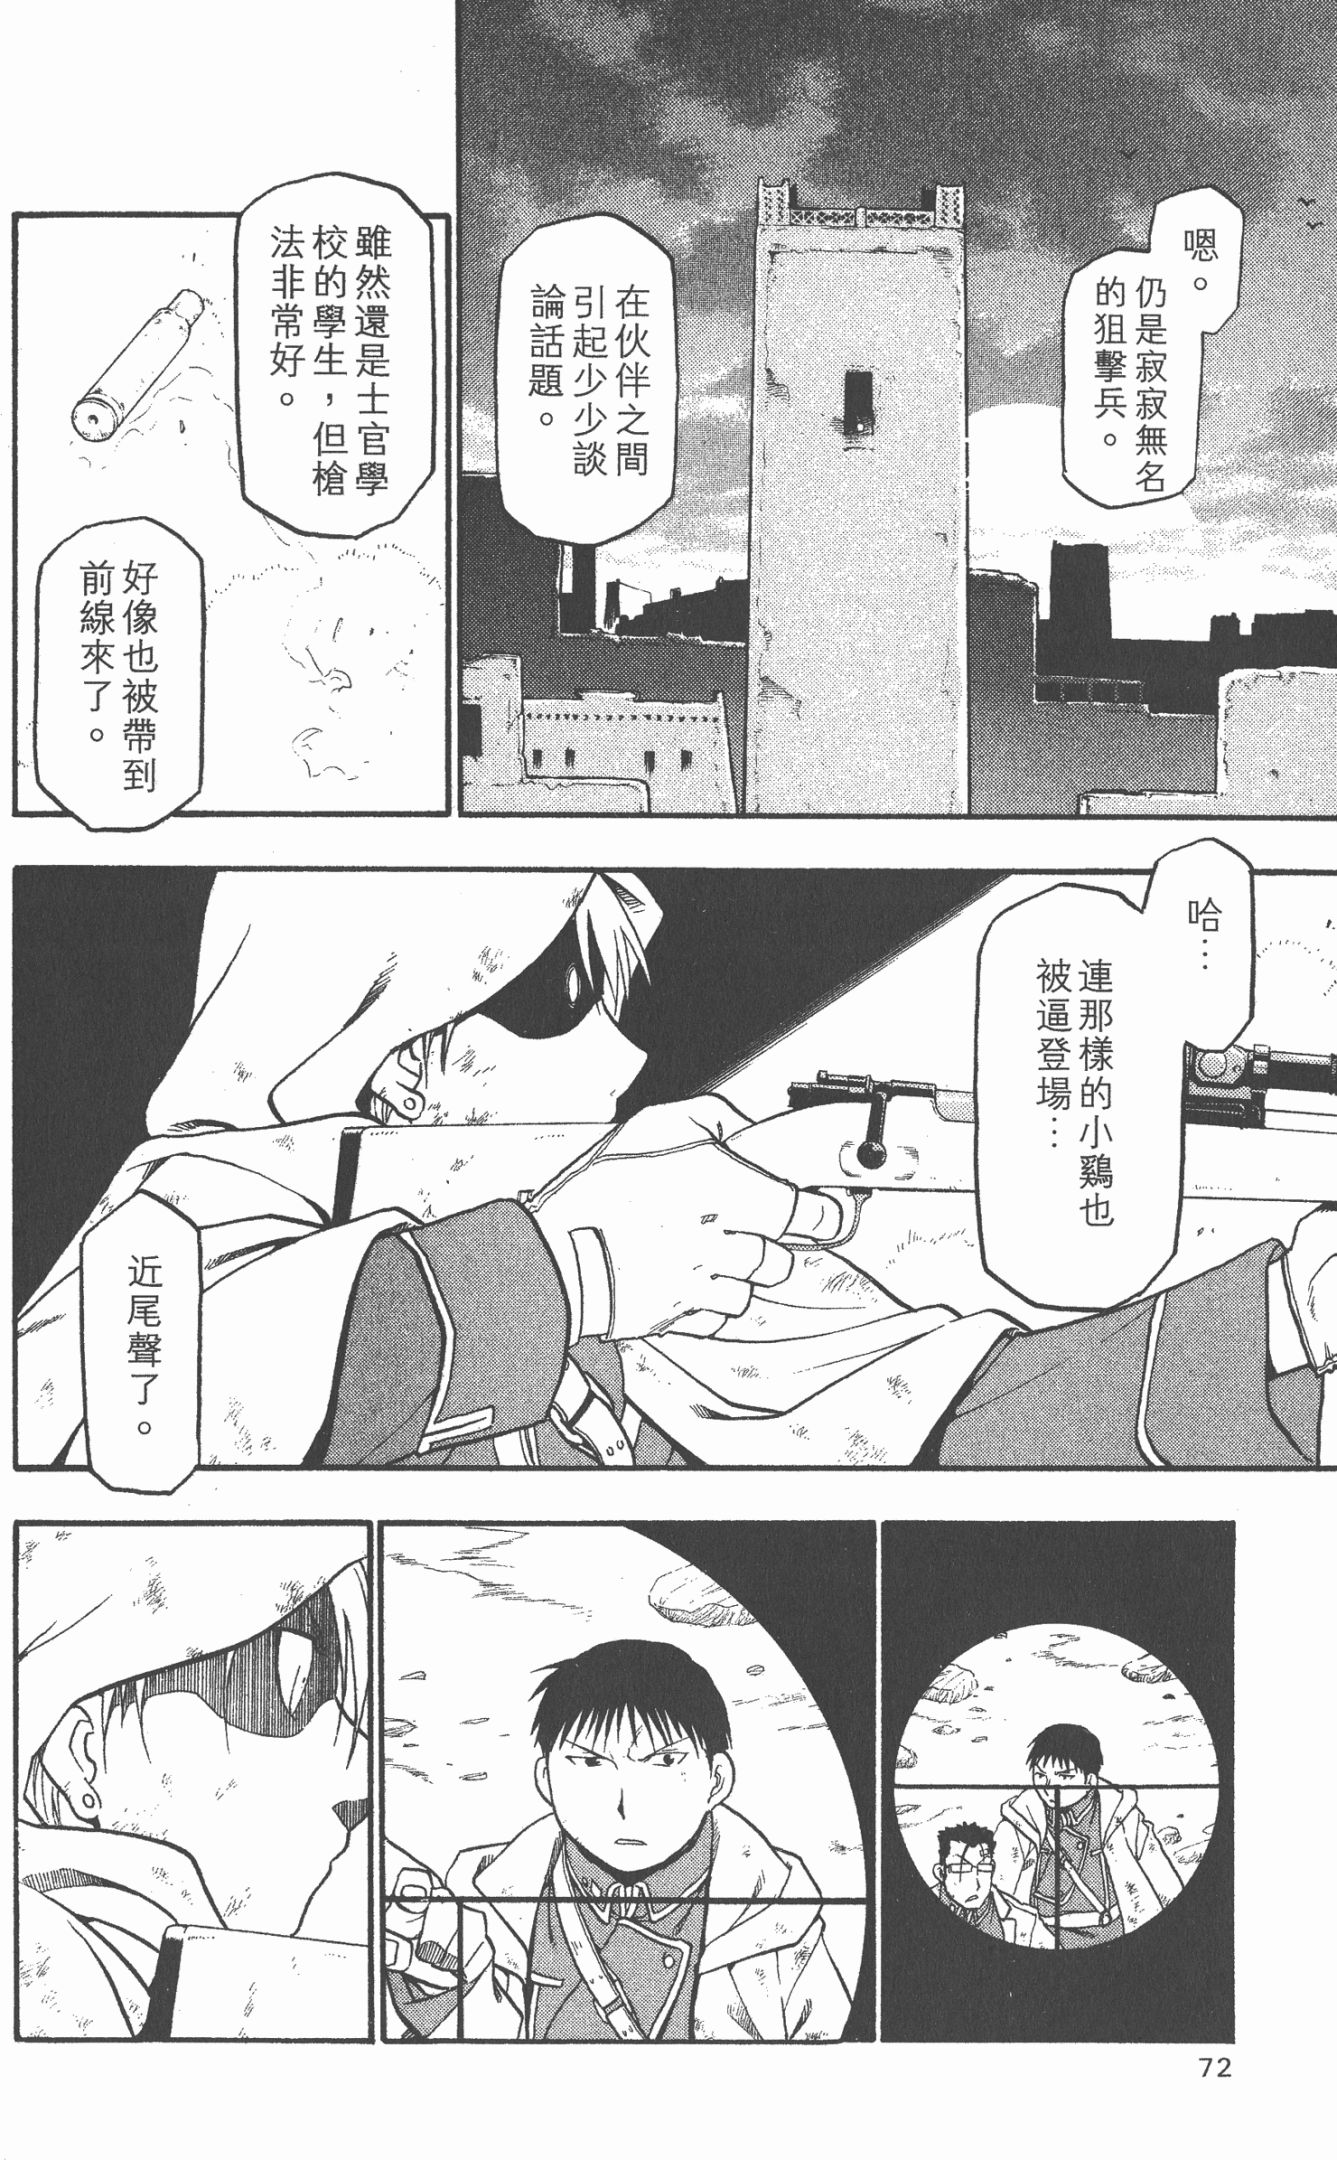 嗯。
仍是寂寂無名
的狙擊兵。
在伙伴之間
引起少少談
論話題。
雖然還是士官學
校的學生，但槍
法非常好。
好像也被帶到
前線來了。
哈…
連那樣的小鷄也
被逼登場…
近尾聲了。
72